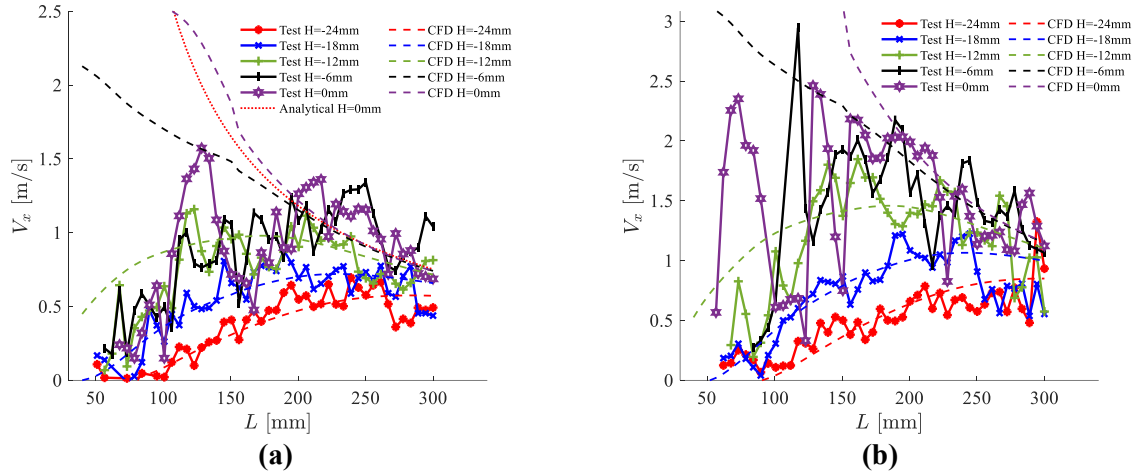 2.5
2
1.5
1
0.5
0
V_x [m/s]
50 100 150 200 250 300
L [mm]
Test H=-24mm
Test H=-18mm
Test H=-12mm
Test H=-6mm
Test H=0mm
Analytical H=0mm
CFD H=-24mm
CFD H=-18mm
CFD H=-12mm
CFD H=-6mm
CFD H=0mm
(a)
3
2.5
2
1.5
1
0.5
0
V_x [m/s]
50 100 150 200 250 300
L [mm]
Test H=-24mm
Test H=-18mm
Test H=-12mm
Test H=-6mm
Test H=0mm
CFD H=-24mm
CFD H=-18mm
CFD H=-12mm
CFD H=-6mm
CFD H=0mm
(b)